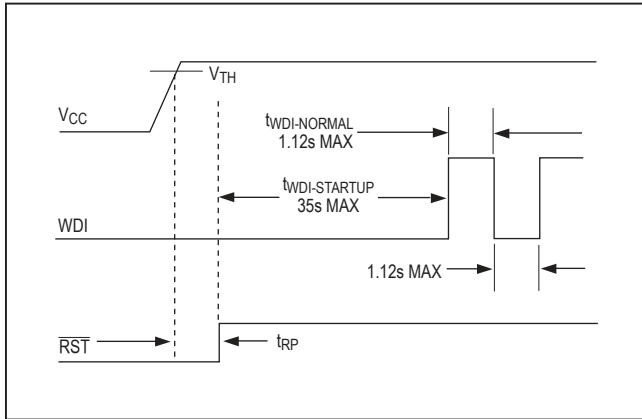 VTH
VCC
tWDI-NORMAL
1.12s MAX
tWDI-STARTUP
35s MAX
WDI
1.12s MAX
RST
tRP